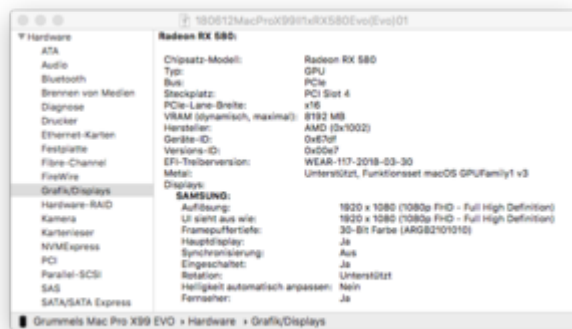 180612MacProX99II1xRX580Evo(Evo)01
Hardware
ATA
Audio
Bluetooth
Brennen von Medien
Diagnose
Drucker
Ethernet-Karten
Festplatte
Fibre-Channel
FireWire
Grafik/Displays
Hardware-RAID
Kamera
Kartenleser
NVMExpress
PCI
Parallel-SCSI
SAS
SATA/SATA Express
Radeon RX 580:
Chipsatz-Modell: Radeon RX 580
Typ: GPU
Bus: PCIe
Steckplatz: PCI Slot 4
PCIe-Lane-Breite: x16
VRAM (dynamisch, maximal): 8192 MB
Hersteller: AMD (0x1002)
Geräte-ID: 0x67df
Versions-ID: 0x00e7
EFI-Treiberversion: WEAR-117-2018-03-30
Metal: Unterstützt, Funktionsset macOS GPUFamily1 v3
Displays:
SAMSUNG:
Auflösung: 1920 x 1080 (1080p FHD - Full High Definition)
UI sieht aus wie: 1920 x 1080 (1080p FHD - Full High Definition)
Framepuffertiefe: 30-Bit Farbe (ARGB2101010)
Hauptdisplay: Ja
Synchronisierung: Aus
Eingeschaltet: Ja
Rotation: Unterstützt
Helligkeit automatisch anpassen: Nein
Fernseher: Ja
Grummels Mac Pro X99 EVO › Hardware › Grafik/Displays